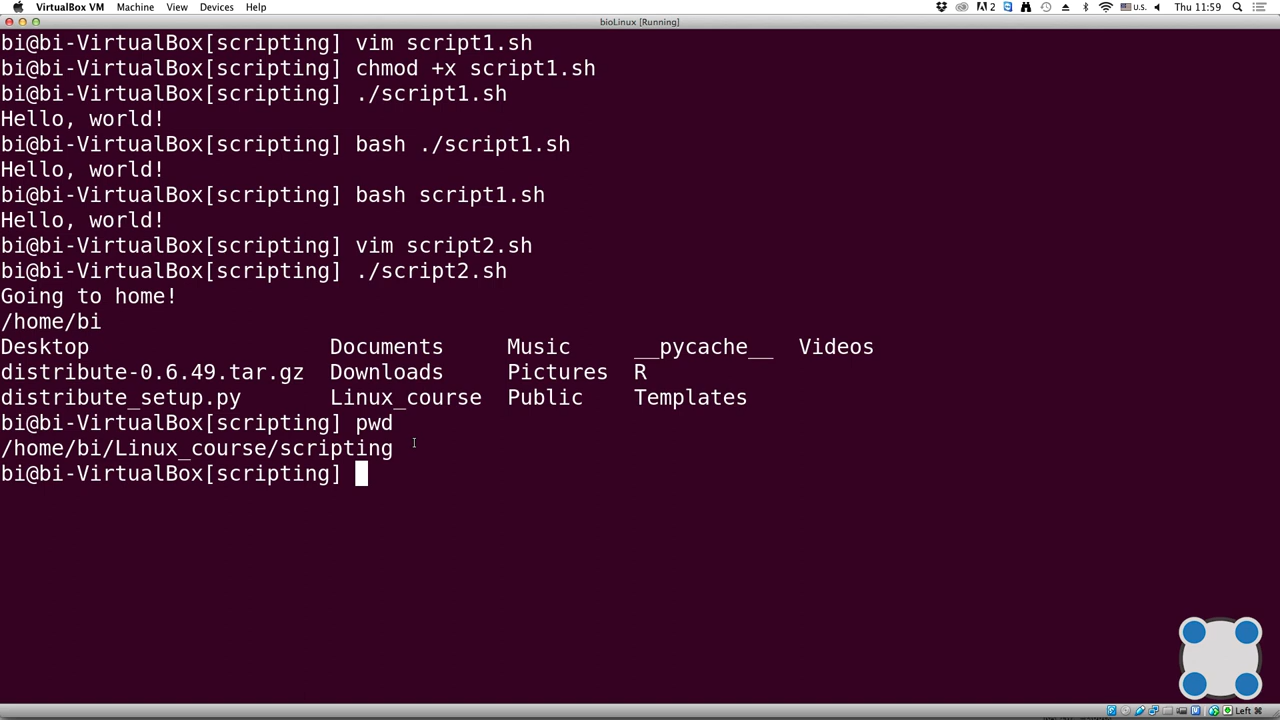 VirtualBox VM Machine View Devices Help 2 U.S. Thu 11:59
bioLinux [Running]
bi@bi-VirtualBox[scripting] vim script1.sh
bi@bi-VirtualBox[scripting] chmod +x script1.sh
bi@bi-VirtualBox[scripting] ./script1.sh
Hello, world!
bi@bi-VirtualBox[scripting] bash ./script1.sh
Hello, world!
bi@bi-VirtualBox[scripting] bash script1.sh
Hello, world!
bi@bi-VirtualBox[scripting] vim script2.sh
bi@bi-VirtualBox[scripting] ./script2.sh
Going to home!
/home/bi
Desktop Documents Music __pycache__ Videos
distribute-0.6.49.tar.gz Downloads Pictures R
distribute_setup.py Linux_course Public Templates
bi@bi-VirtualBox[scripting] pwd
/home/bi/Linux_course/scripting
bi@bi-VirtualBox[scripting]
Left ⌘